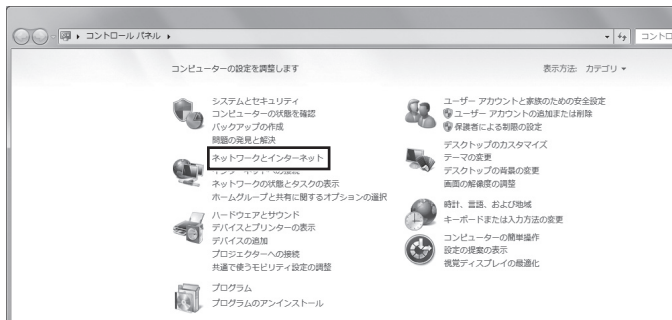 コントロール パネル
コントロ
コンピューターの設定を調整します
表示方法: カテゴリ
システムとセキュリティ
コンピューターの状態を確認
バックアップの作成
問題の発見と解決
ネットワークとインターネット
インターネットへの接続
ネットワークの状態とタスクの表示
ホームグループと共有に関するオプションの選択
ハードウェアとサウンド
デバイスとプリンターの表示
デバイスの追加
プロジェクターへの接続
共通で使うモビリティ設定の調整
プログラム
プログラムのアンインストール
ユーザー アカウントと家族のための安全設定
ユーザー アカウントの追加または削除
保護者による制限の設定
デスクトップのカスタマイズ
テーマの変更
デスクトップの背景の変更
画面の解像度の調整
時計、言語、および地域
キーボードまたは入力方法の変更
コンピューターの簡単操作
設定の提案の表示
視覚ディスプレイの最適化